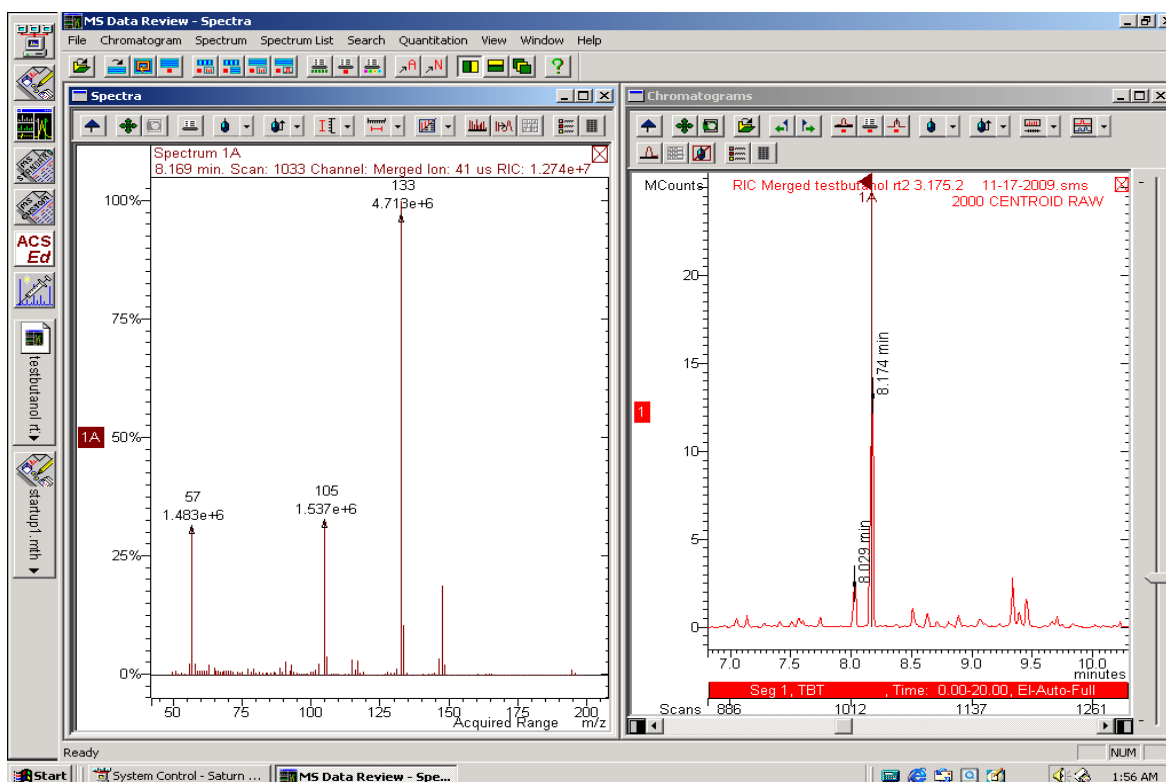 MS Data Review - Spectra
File Chromatogram Spectrum Spectrum List Search Quantitation View Window Help
A N ?
Spectra
Spectrum 1A
8.169 min. Scan: 1033 Channel: Merged Ion: 41 us RIC: 1.274e+7
133
4.713e+6
100%
75%
50%
25%
0%
1A
57
1.483e+6
105
1.537e+6
50 75 100 125 150 175 200
Acquired Range m/z
Chromatograms
MCounts
RIC Merged testbutanol rt2 3.175.2 11-17-2009.sms
2000 CENTROID RAW
1A
20
15
10
5
0
1
8.174 min
8.029 min
7.0 7.5 8.0 8.5 9.0 9.5 10.0
minutes
Seg 1, TBT , Time: 0.00-20.00, EI-Auto-Full
Scans 886 1012 1137 1261
ACS
Ed
testbutanol rt:
startup1.mth
Ready
NUM
Start
System Control - Saturn ...
MS Data Review - Spe...
1:56 AM